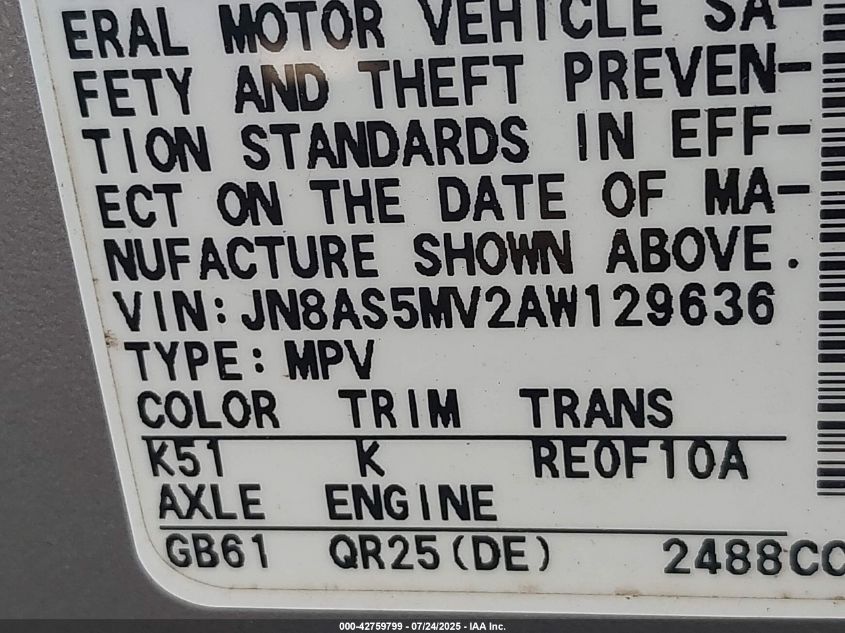 ERAL MOTOR VEHICLE SA-
FETY AND THEFT PREVEN-
TION STANDARDS IN EFF-
ECT ON THE DATE OF MA-
NUFACTURE SHOWN ABOVE.
VIN: JN8AS5MV2AW129636
TYPE: MPV
COLOR TRIM TRANS
K51 K RE0F10A
AXLE ENGINE
GB61 QR25(DE) 2488CC
000-42759799 - 07/24/2025 - IAA Inc.